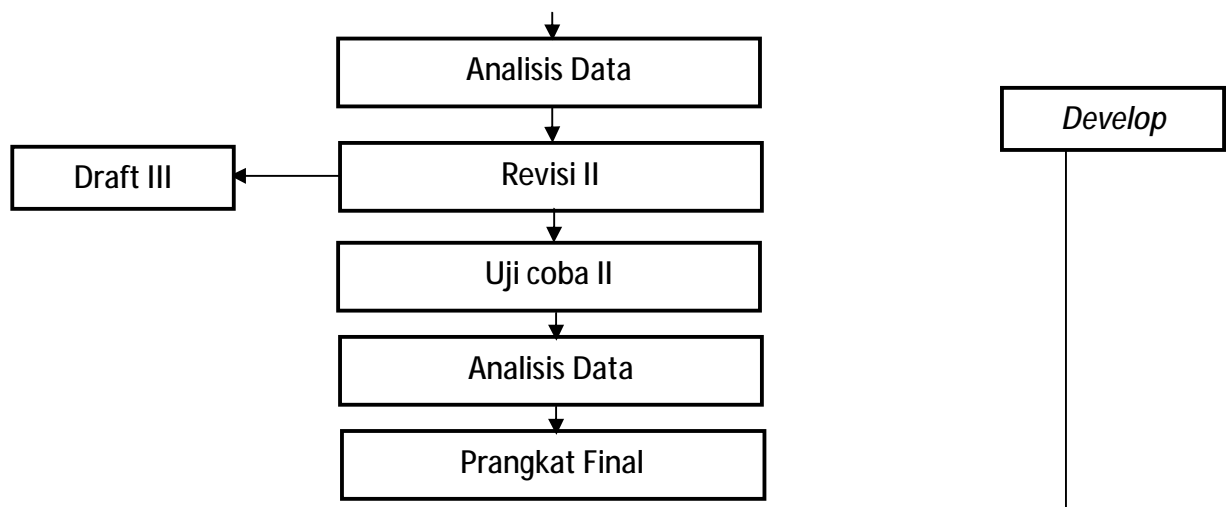 Analisis Data
Develop
Draft III
Revisi II
Uji coba II
Analisis Data
Prangkat Final